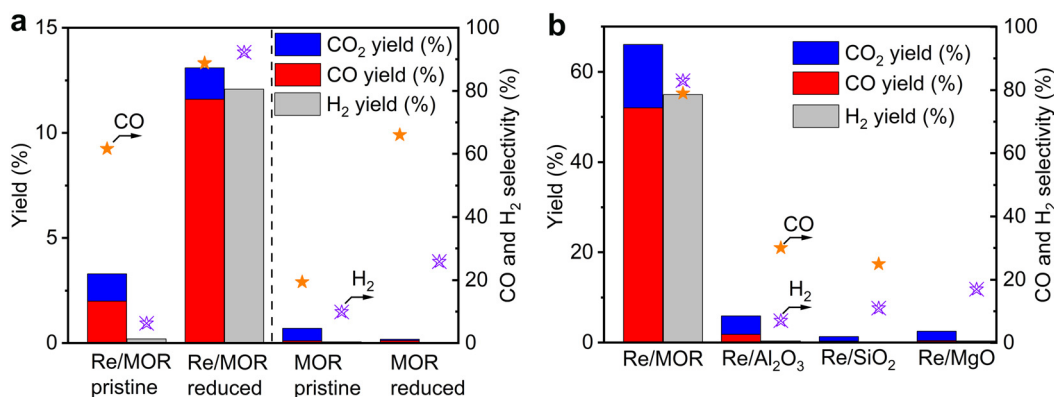 a
15
10
5
0
Yield (%)
CO
H₂
CO₂ yield (%)
CO yield (%)
H₂ yield (%)
100
80
60
40
20
0
CO and H₂ selectivity (%)
Re/MOR
pristine
Re/MOR
reduced
MOR
pristine
MOR
reduced
b
60
40
20
0
Yield (%)
CO₂ yield (%)
CO yield (%)
H₂ yield (%)
CO
H₂
100
80
60
40
20
0
CO and H₂ selectivity (%)
Re/MOR
Re/Al₂O₃
Re/SiO₂
Re/MgO